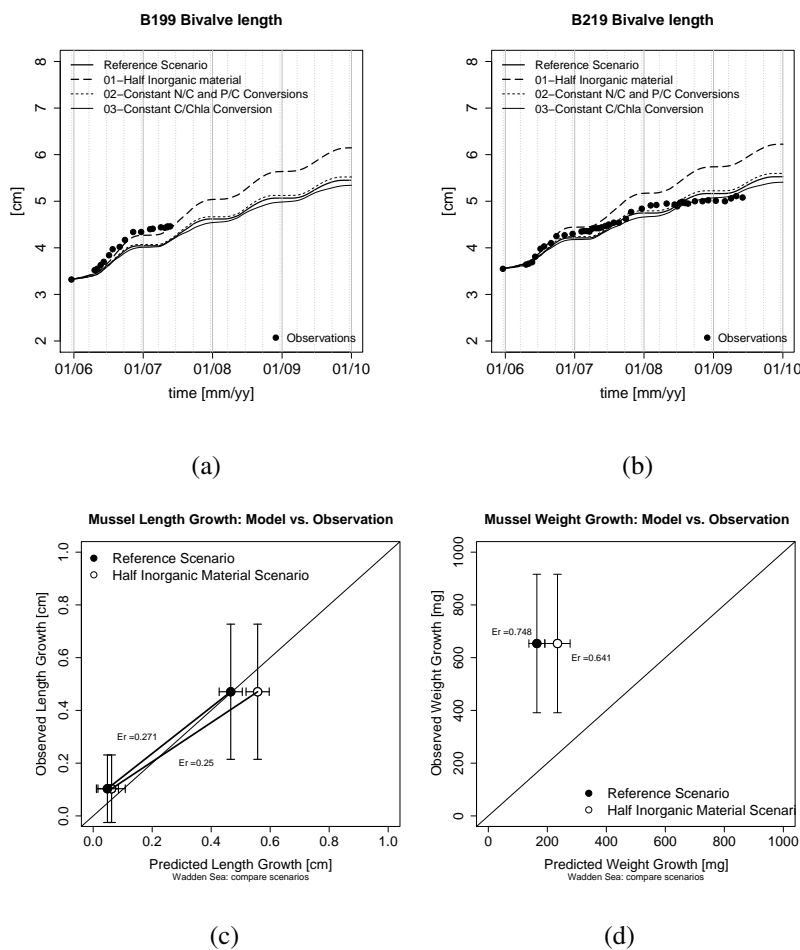 B199 Bivalve length
8
7
6
5
4
3
2
[cm]
Reference Scenario
01−Half Inorganic material
02−Constant N/C and P/C Conversions
03−Constant C/Chla Conversion
Observations
01/06 01/07 01/08 01/09 01/10
time [mm/yy]
(a)
B219 Bivalve length
8
7
6
5
4
3
2
[cm]
Reference Scenario
01−Half Inorganic material
02−Constant N/C and P/C Conversions
03−Constant C/Chla Conversion
Observations
01/06 01/07 01/08 01/09 01/10
time [mm/yy]
(b)
Mussel Length Growth: Model vs. Observation
1.0
0.8
0.6
0.4
0.2
0.0
Observed Length Growth [cm]
Reference Scenario
Half Inorganic Material Scenario
Er =0.271
Er =0.25
0.0 0.2 0.4 0.6 0.8 1.0
Predicted Length Growth [cm]
Wadden Sea: compare scenarios
(c)
Mussel Weight Growth: Model vs. Observation
1000
800
600
400
200
0
Observed Weight Growth [mg]
Er =0.748
Er =0.641
Reference Scenario
Half Inorganic Material Scenari
0 200 400 600 800 1000
Predicted Weight Growth [mg]
Wadden Sea: compare scenarios
(d)